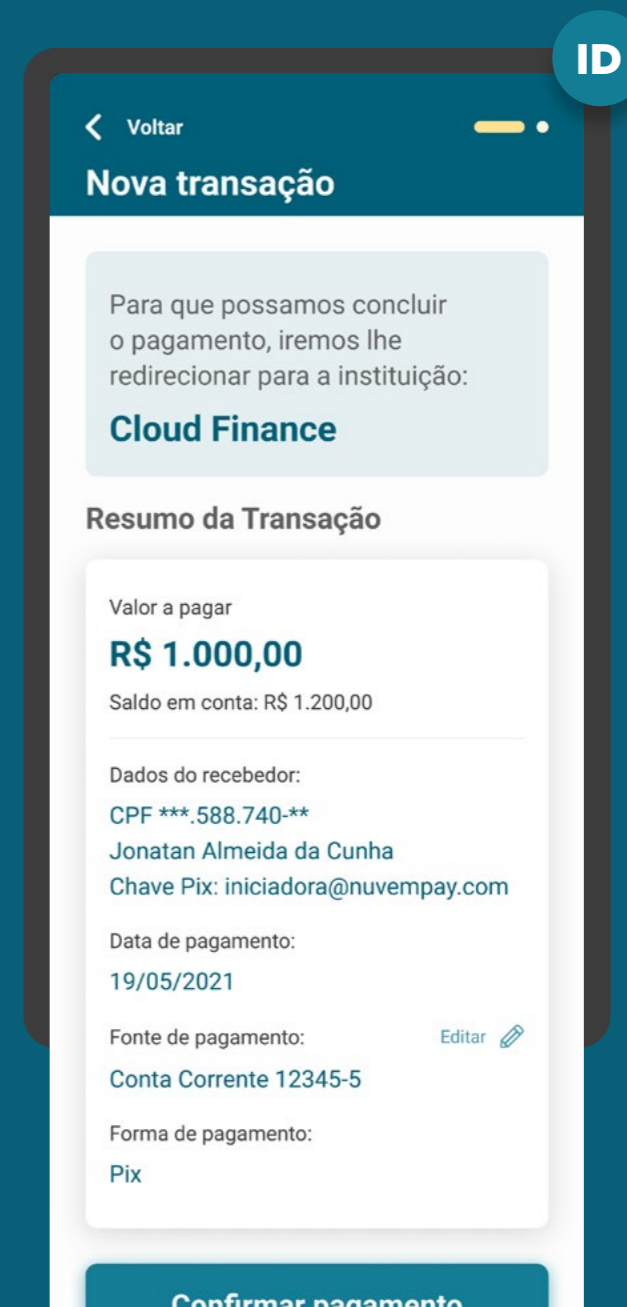 ID
Voltar
Nova transação
Para que possamos concluir
o pagamento, iremos lhe
redirecionar para a instituição:
Cloud Finance
Resumo da Transação
Valor a pagar
R$ 1.000,00
Saldo em conta: R$ 1.200,00
Dados do recebedor:
CPF ***.588.740-**
Jonatan Almeida da Cunha
Chave Pix: iniciadora@nuvempay.com
Data de pagamento:
19/05/2021
Fonte de pagamento: Editar
Conta Corrente 12345-5
Forma de pagamento:
Pix
Confirmar pagamento